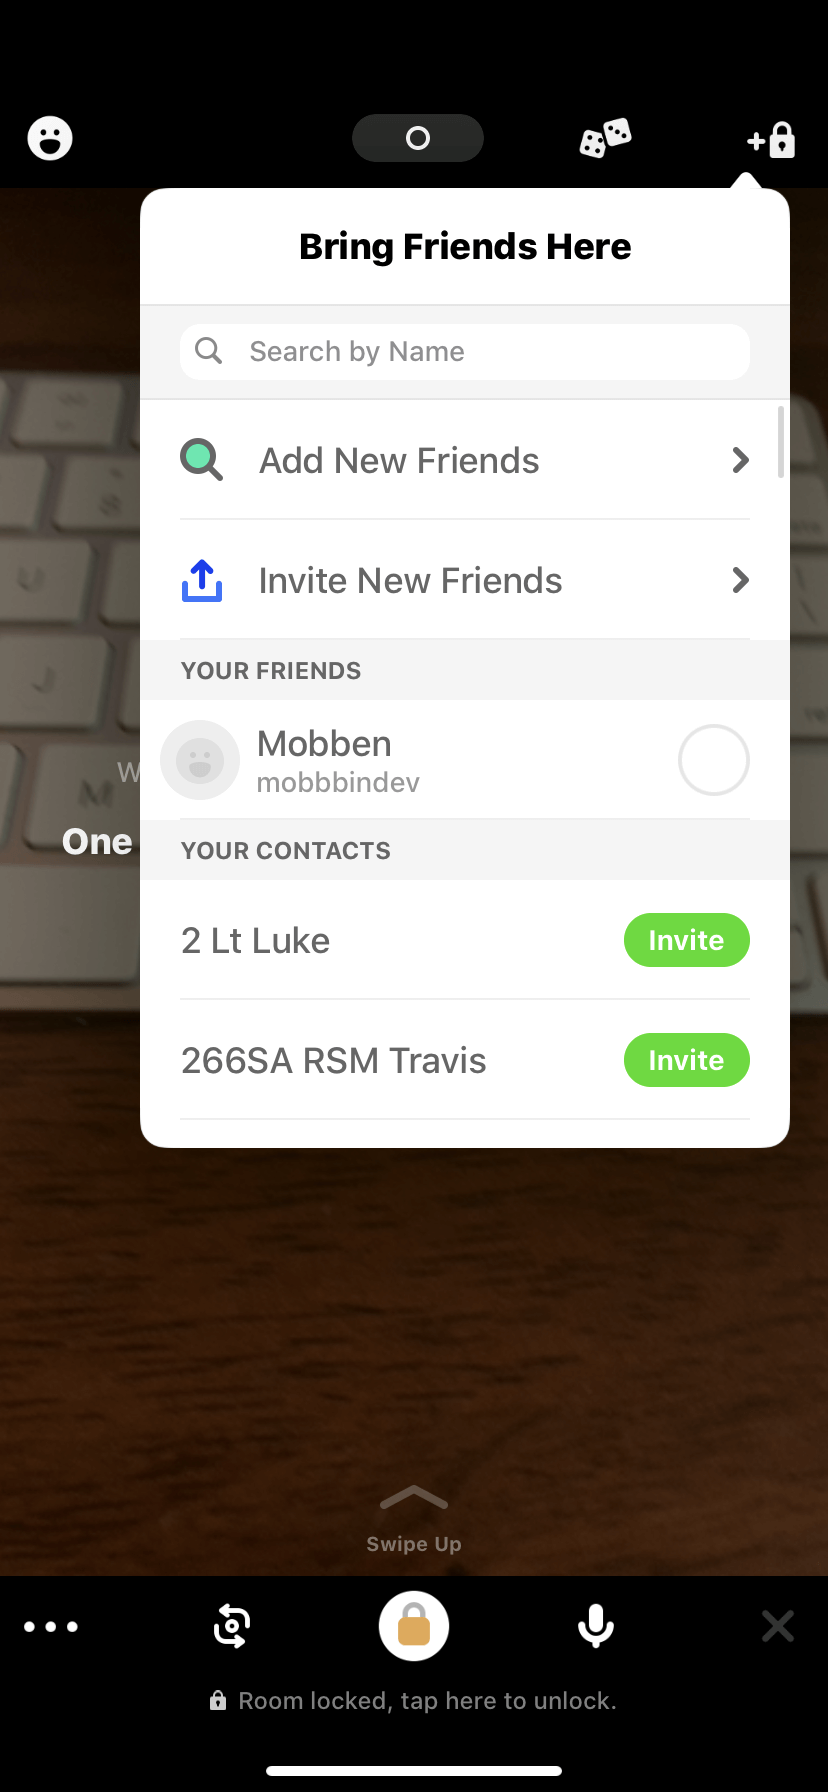 Bring Friends Here
Search by Name
Add New Friends
Invite New Friends
YOUR FRIENDS
Mobben
mobbbindev
W
One
YOUR CONTACTS
2 Lt Luke
Invite
266SA RSM Travis
Invite
Swipe Up
Room locked, tap here to unlock.